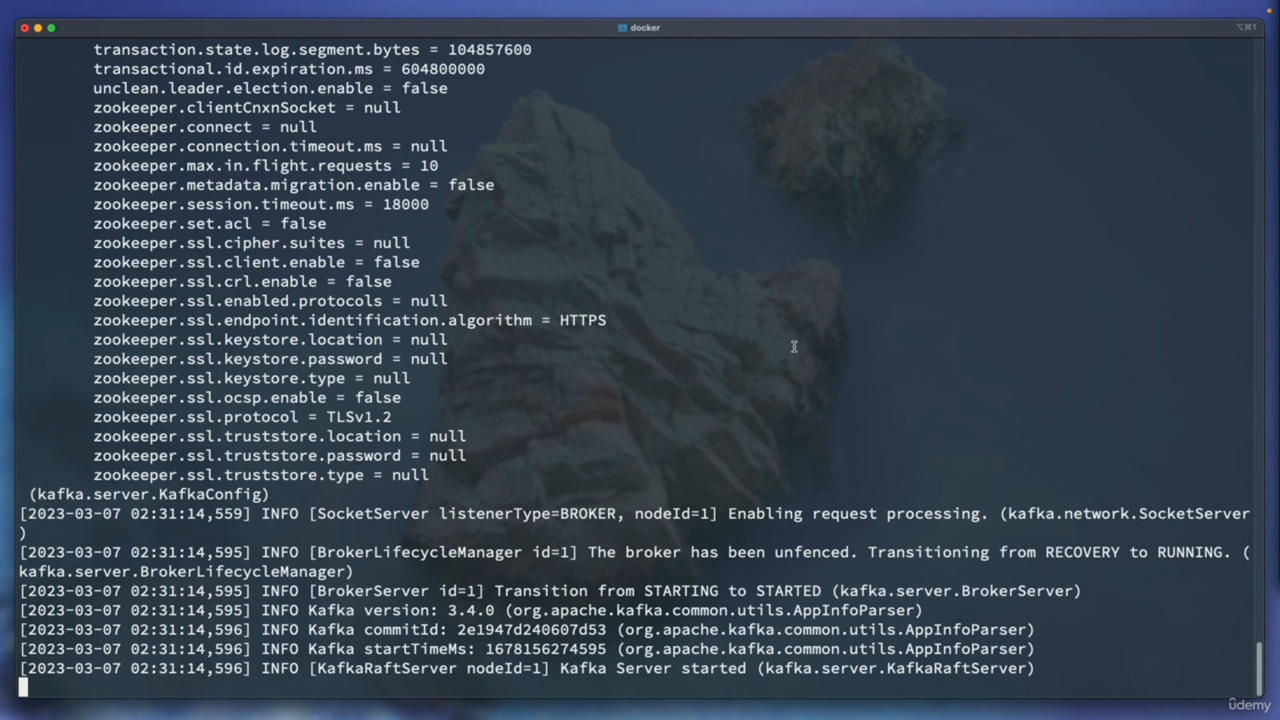 docker
⌥⌘1
transaction.state.log.segment.bytes = 104857600
transactional.id.expiration.ms = 604800000
unclean.leader.election.enable = false
zookeeper.clientCnxnSocket = null
zookeeper.connect = null
zookeeper.connection.timeout.ms = null
zookeeper.max.in.flight.requests = 10
zookeeper.metadata.migration.enable = false
zookeeper.session.timeout.ms = 18000
zookeeper.set.acl = false
zookeeper.ssl.cipher.suites = null
zookeeper.ssl.client.enable = false
zookeeper.ssl.crl.enable = false
zookeeper.ssl.enabled.protocols = null
zookeeper.ssl.endpoint.identification.algorithm = HTTPS
zookeeper.ssl.keystore.location = null
zookeeper.ssl.keystore.password = null
zookeeper.ssl.keystore.type = null
zookeeper.ssl.ocsp.enable = false
zookeeper.ssl.protocol = TLSv1.2
zookeeper.ssl.truststore.location = null
zookeeper.ssl.truststore.password = null
zookeeper.ssl.truststore.type = null
(kafka.server.KafkaConfig)
[2023-03-07 02:31:14,559] INFO [SocketServer listenerType=BROKER, nodeId=1] Enabling request processing. (kafka.network.SocketServer
)
[2023-03-07 02:31:14,595] INFO [BrokerLifecycleManager id=1] The broker has been unfenced. Transitioning from RECOVERY to RUNNING. (
kafka.server.BrokerLifecycleManager)
[2023-03-07 02:31:14,595] INFO [BrokerServer id=1] Transition from STARTING to STARTED (kafka.server.BrokerServer)
[2023-03-07 02:31:14,595] INFO Kafka version: 3.4.0 (org.apache.kafka.common.utils.AppInfoParser)
[2023-03-07 02:31:14,596] INFO Kafka commitId: 2e1947d240607d53 (org.apache.kafka.common.utils.AppInfoParser)
[2023-03-07 02:31:14,596] INFO Kafka startTimeMs: 1678156274595 (org.apache.kafka.common.utils.AppInfoParser)
[2023-03-07 02:31:14,596] INFO [KafkaRaftServer nodeId=1] Kafka Server started (kafka.server.KafkaRaftServer)
ûdemy